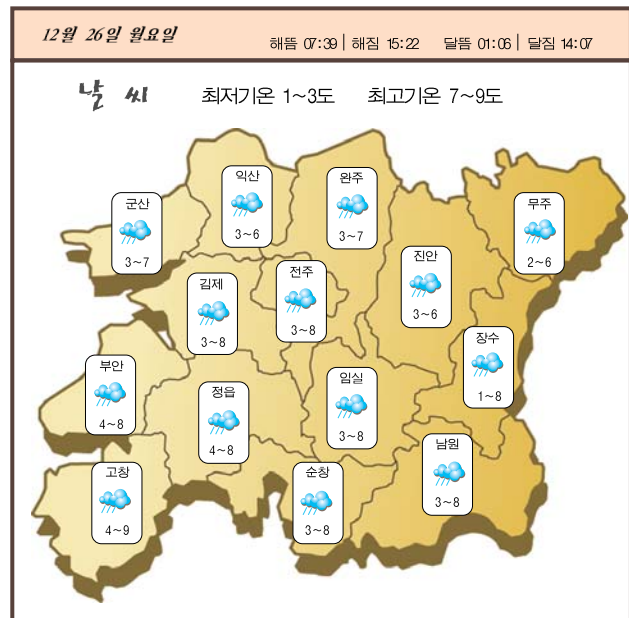 12월 26일 월요일
해뜸 07:39 | 해짐 15:22 달뜸 01:06 | 달짐 14:07
날 씨 최저기온 1~3도 최고기온 7~9도
익산
3~6
완주
3~7
군산
3~7
무주
2~6
진안
3~6
전주
3~8
김제
3~8
장수
1~8
부안
4~8
임실
3~8
정읍
4~8
남원
3~8
고창
4~9
순창
3~8